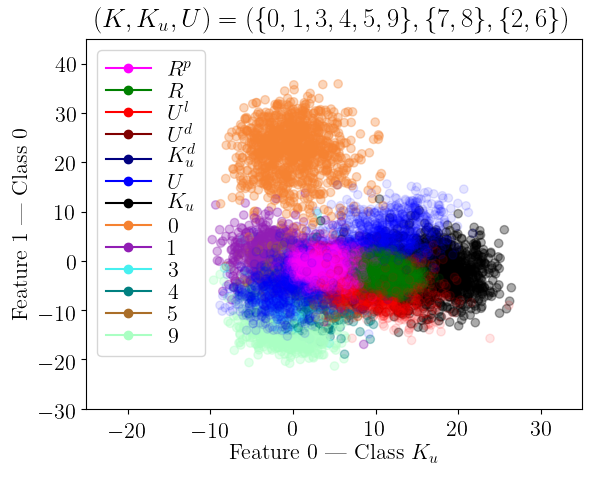 (K, K_u, U) = ({0, 1, 3, 4, 5, 9}, {7, 8}, {2, 6})
40
30
20
10
0
−10
−20
−30
Feature 1 — Class 0
R^p
R
U^l
U^d
K_u^d
U
K_u
0
1
3
4
5
9
−20
−10
0
10
20
30
Feature 0 — Class K_u